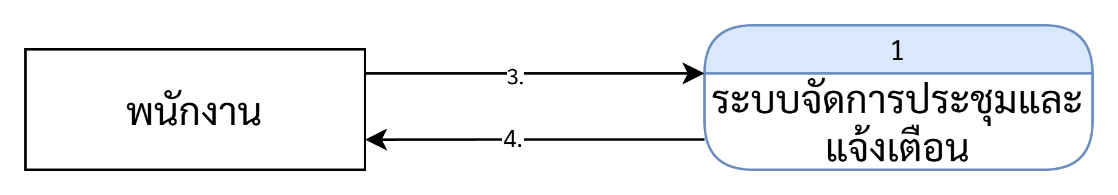 พนักงาน
3.
4.
1
ระบบจัดการประชุมและ
แจ้งเตือน